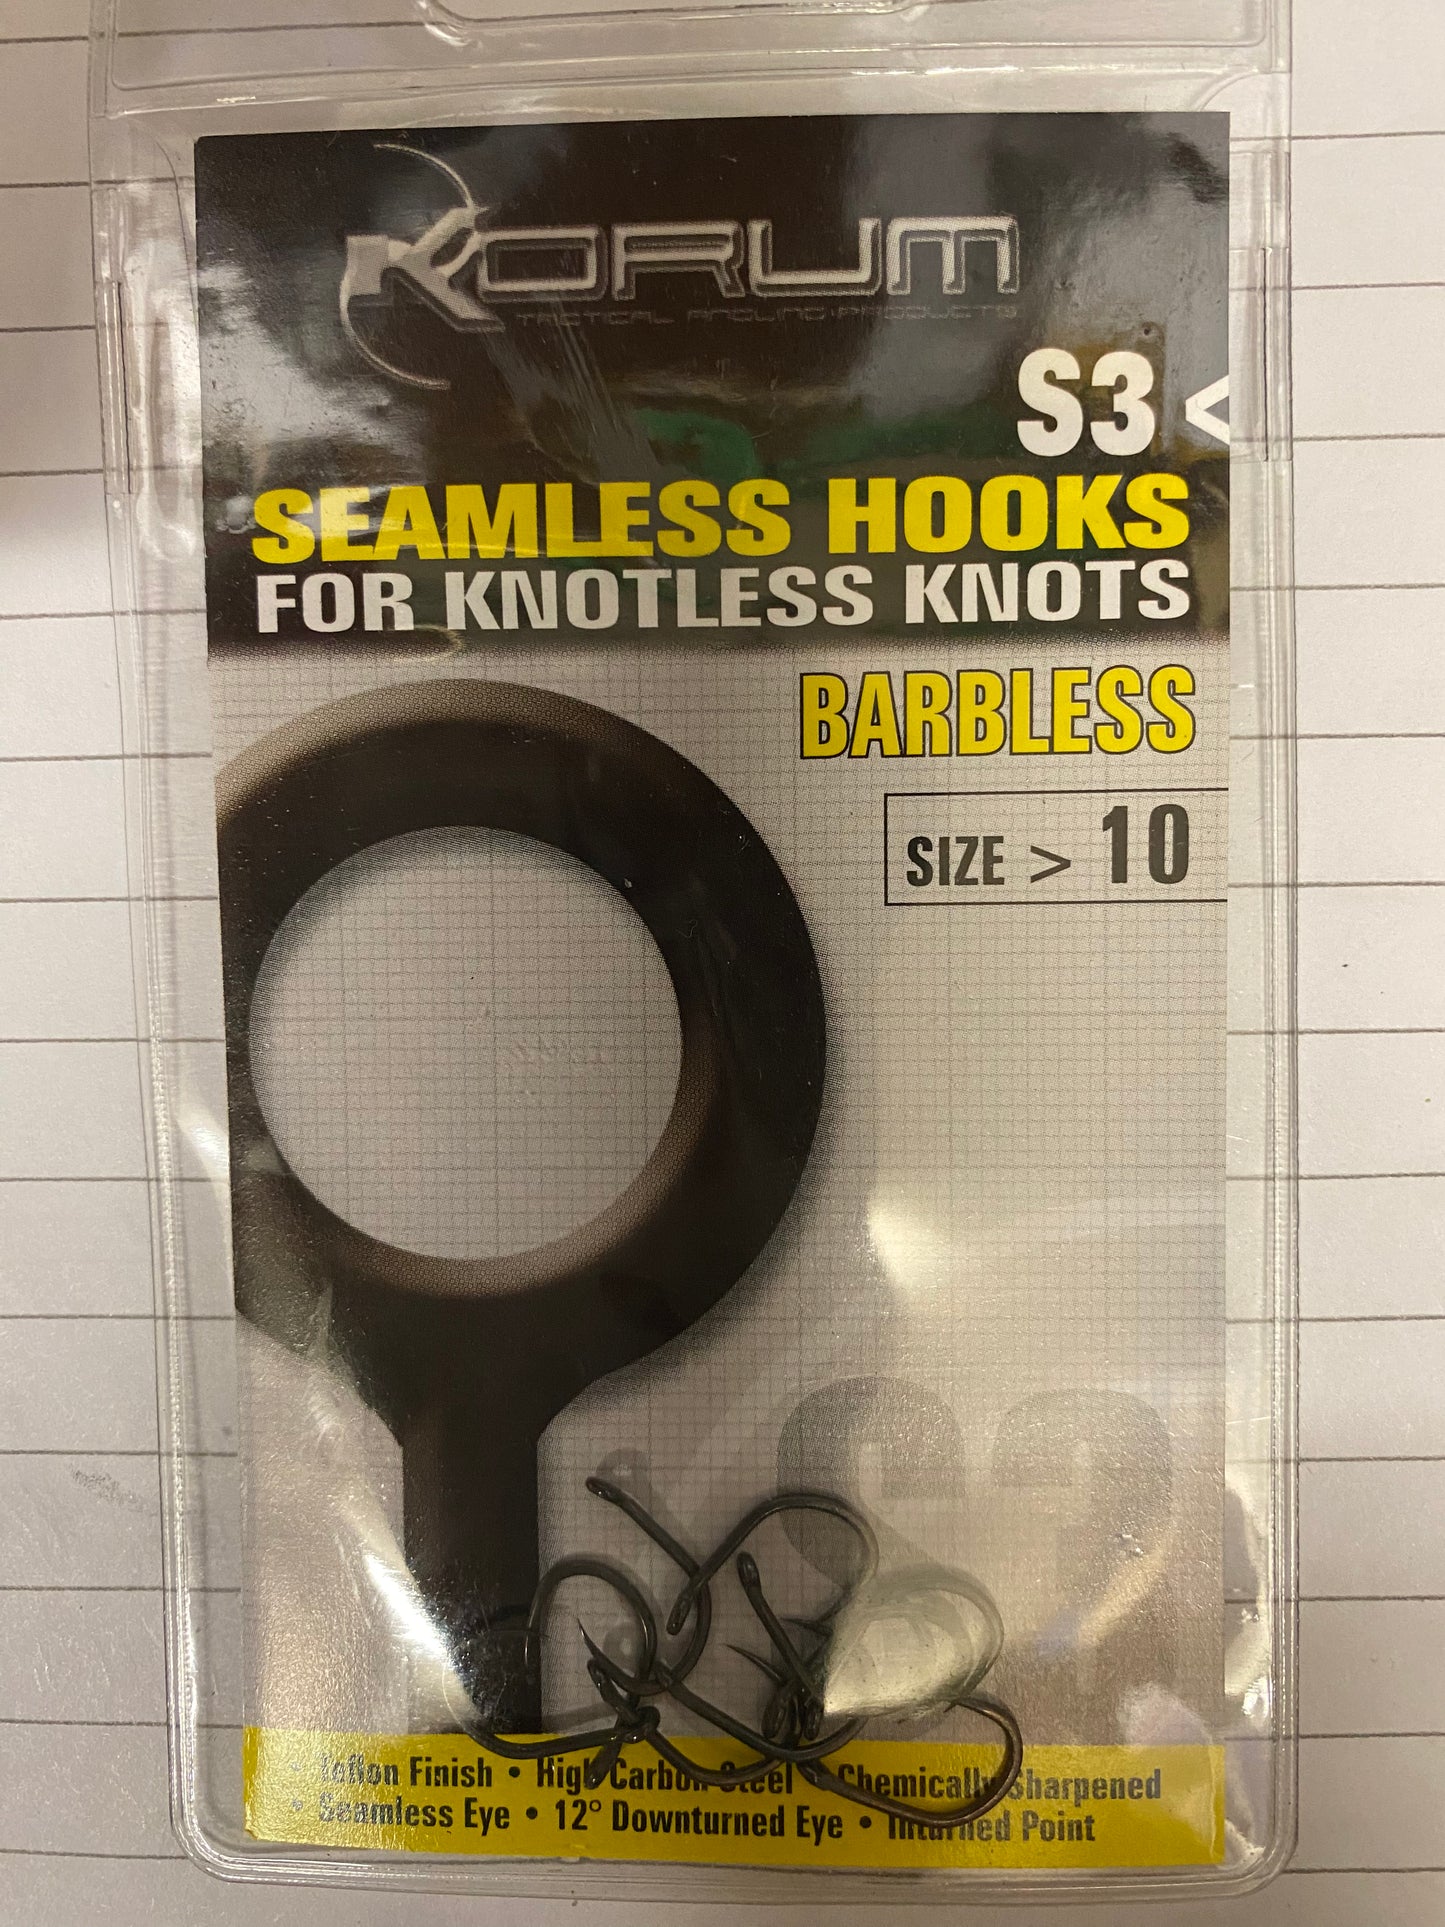 KORUM
TACTICAL ANGLING PRODUCTS
S3 <
SEAMLESS HOOKS
FOR KNOTLESS KNOTS
BARBLESS
SIZE > 10
S3
• Teflon Finish • High Carbon Steel • Chemically Sharpened
• Seamless Eye • 12° Downturned Eye • Inturned Point